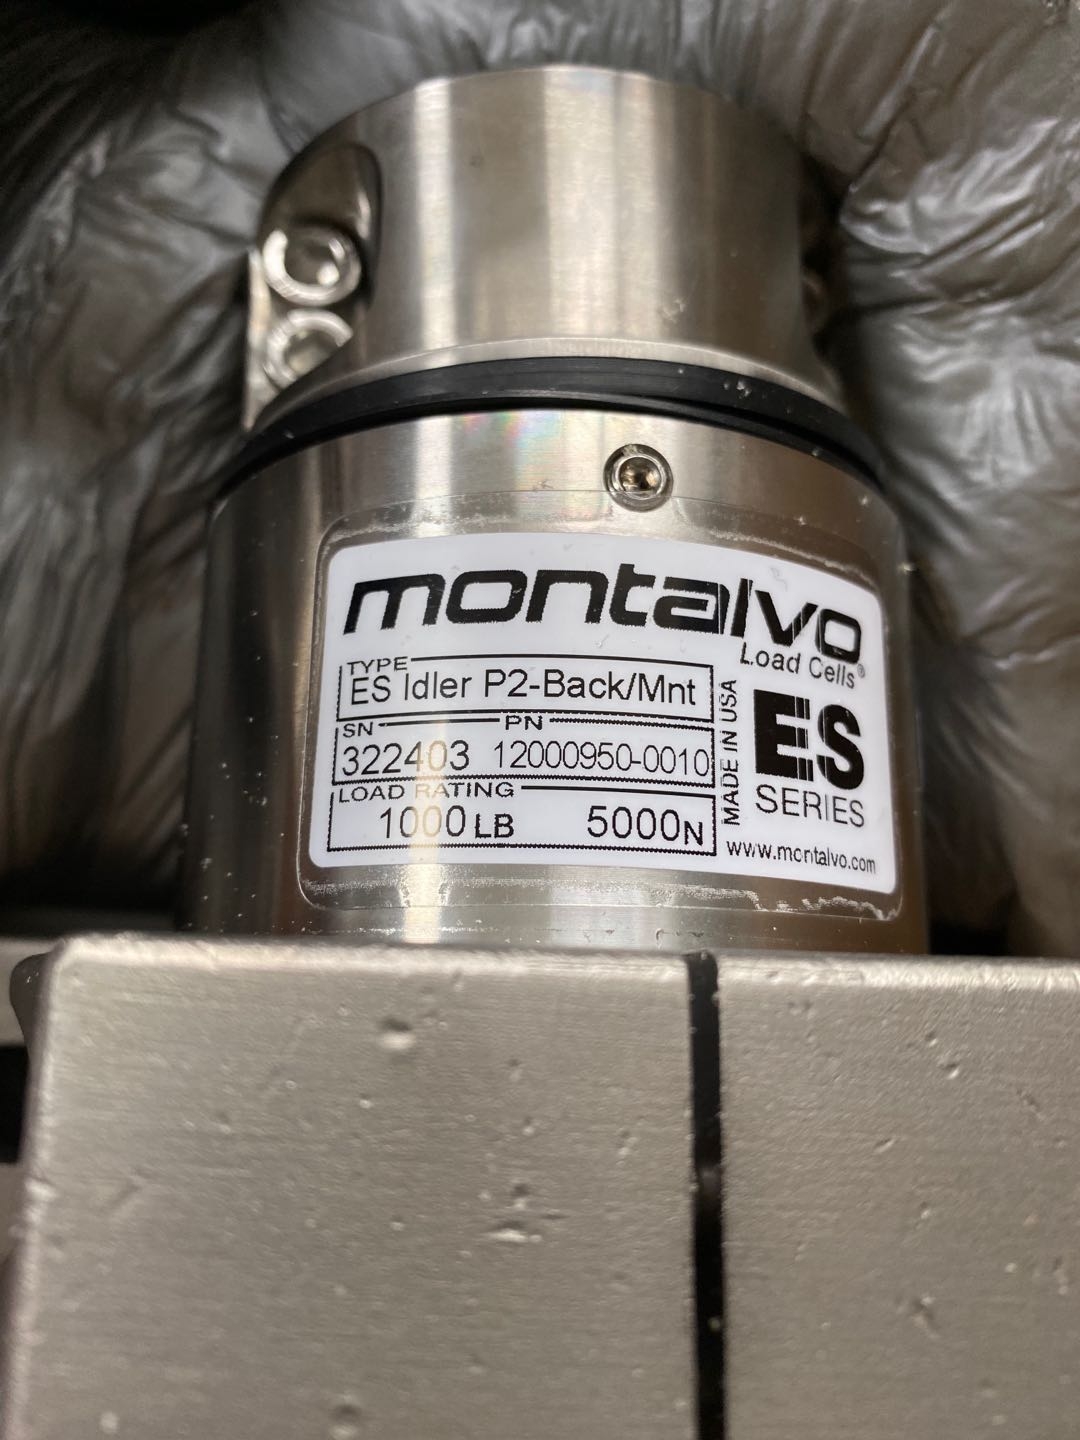 montalvo
Load Cells®
TYPE
ES Idler P2-Back/Mnt
SN PN
322403 12000950-0010
LOAD RATING
1000 LB 5000N
MADE IN USA
ES
SERIES
www.montalvo.com